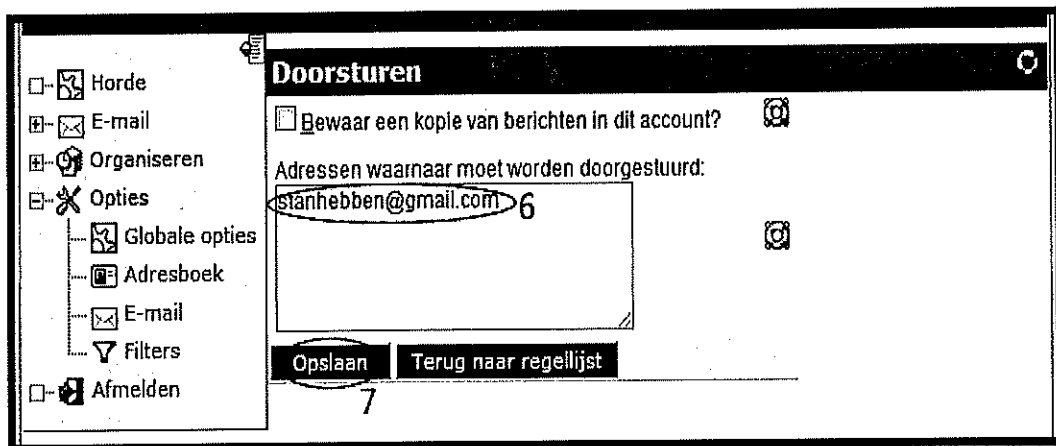 Horde
E-mail
Organiseren
Opties
Globale opties
Adresboek
E-mail
Filters
Afmelden
Doorsturen
Bewaar een kopie van berichten in dit account?
Adressen waarnaar moet worden doorgestuurd:
stanhebben@gmail.com 6
Opslaan Terug naar regellijst
7